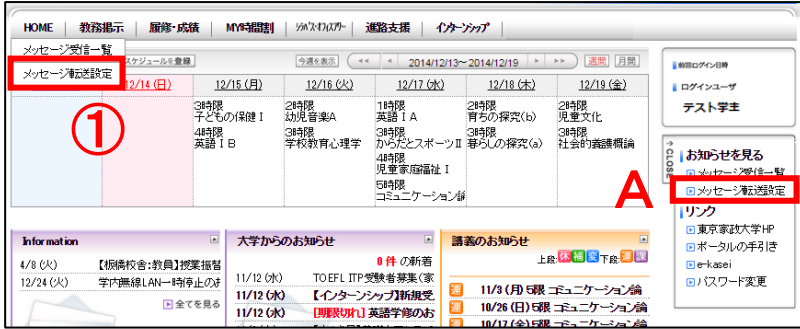 HOME 教務掲示 履修・成績 MY時間割 シラバス・オフィスアワー 進路支援 インターンシップ
メッセージ受信一覧
スケジュールを登録 今週を表示 2014/12/13～2014/12/19 週間 月間
メッセージ転送設定
12/14 (日) 12/15 (月) 12/16 (火) 12/17 (水) 12/18 (木) 12/19 (金)
3時限 2時限 1時限 2時限 2時限
子どもの保健Ⅰ 幼児音楽A 英語ⅠA 育ちの探究(b) 児童文化
4時限 3時限 3時限 3時限 3時限
英語ⅠB 学校教育心理学 からだとスポーツⅡ 暮らしの探究(a) 社会的養護概論
4時限
児童家庭福祉Ⅰ
5時限
コミュニケーション論
①
前回ログイン日時
ログインユーザ
テスト学生
CLOSE
お知らせを見る
メッセージ受信一覧
メッセージ転送設定
A
リンク
東京家政大学HP
ポータルの手引き
e-kasei
パスワード変更
Information
4/8 (火) 【板橋校舎:教員】授業振替
12/24 (火) 学内無線LAN一時停止のお
全てを見る
大学からのお知らせ
0 件 の新着
11/12 (水) TOEFL ITP受験者募集(家
11/12 (水) 【インターンシップ】新規受
11/12 (水) [期限切れ] 英語学修のお
講義のお知らせ
上段:休 補 変 下段:連 課
連 11/3 (月) 5限 コミュニケーション論
連 10/26 (日) 5限 コミュニケーション論
連 10/17 (金) 5限 コミュニケーション論